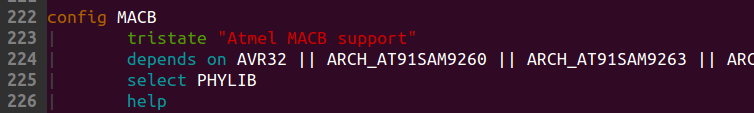 222 config MACB
223 | tristate "Atmel MACB support"
224 | depends on AVR32 || ARCH_AT91SAM9260 || ARCH_AT91SAM9263 || ARC
225 | select PHYLIB
226 | help